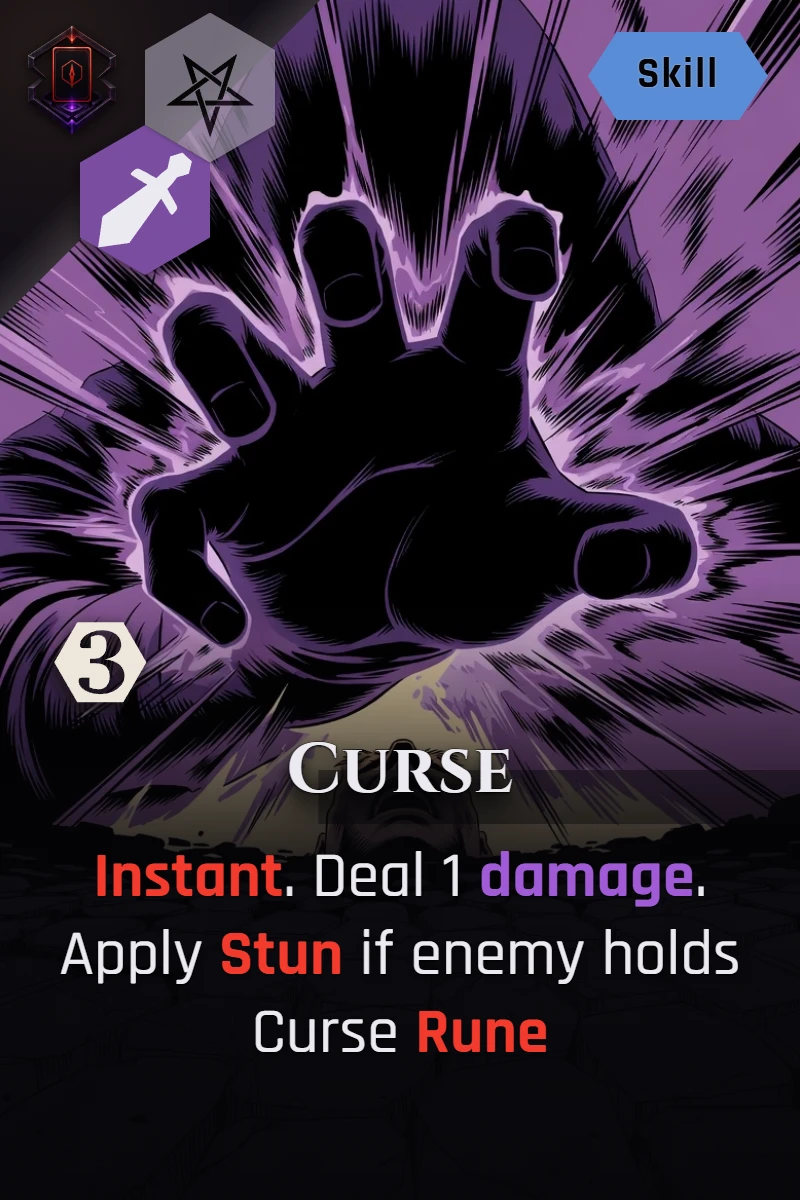 Skill
3
Curse
Instant. Deal 1 damage.
Apply Stun if enemy holds
Curse Rune